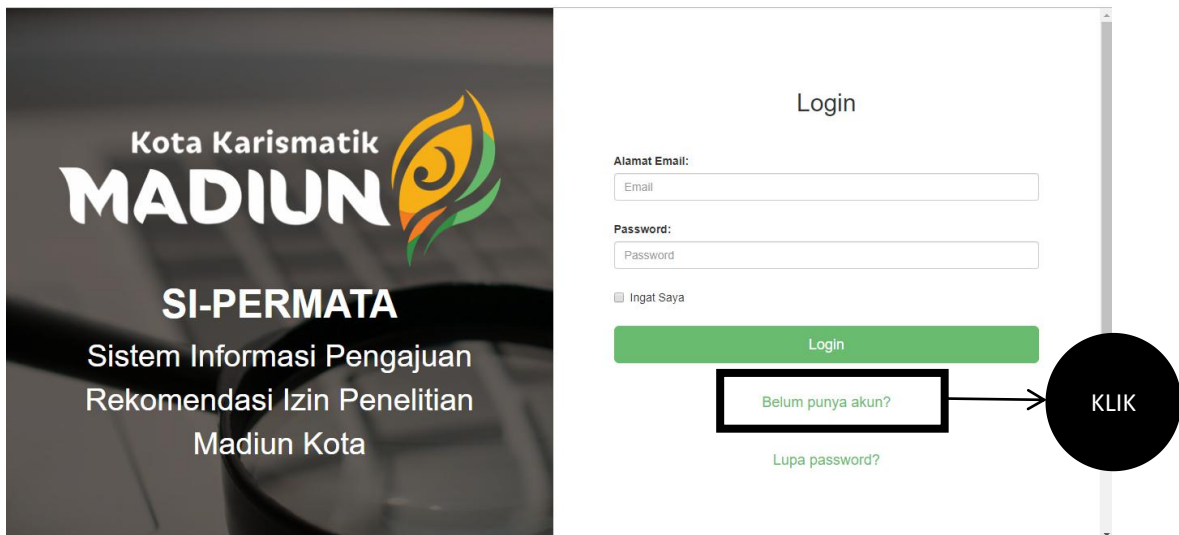 Kota Karismatik
MADIUN
SI-PERMATA
Sistem Informasi Pengajuan
Rekomendasi Izin Penelitian
Madiun Kota
Login
Alamat Email:
Email
Password:
Password
Ingat Saya
Login
Belum punya akun?
KLIK
Lupa password?